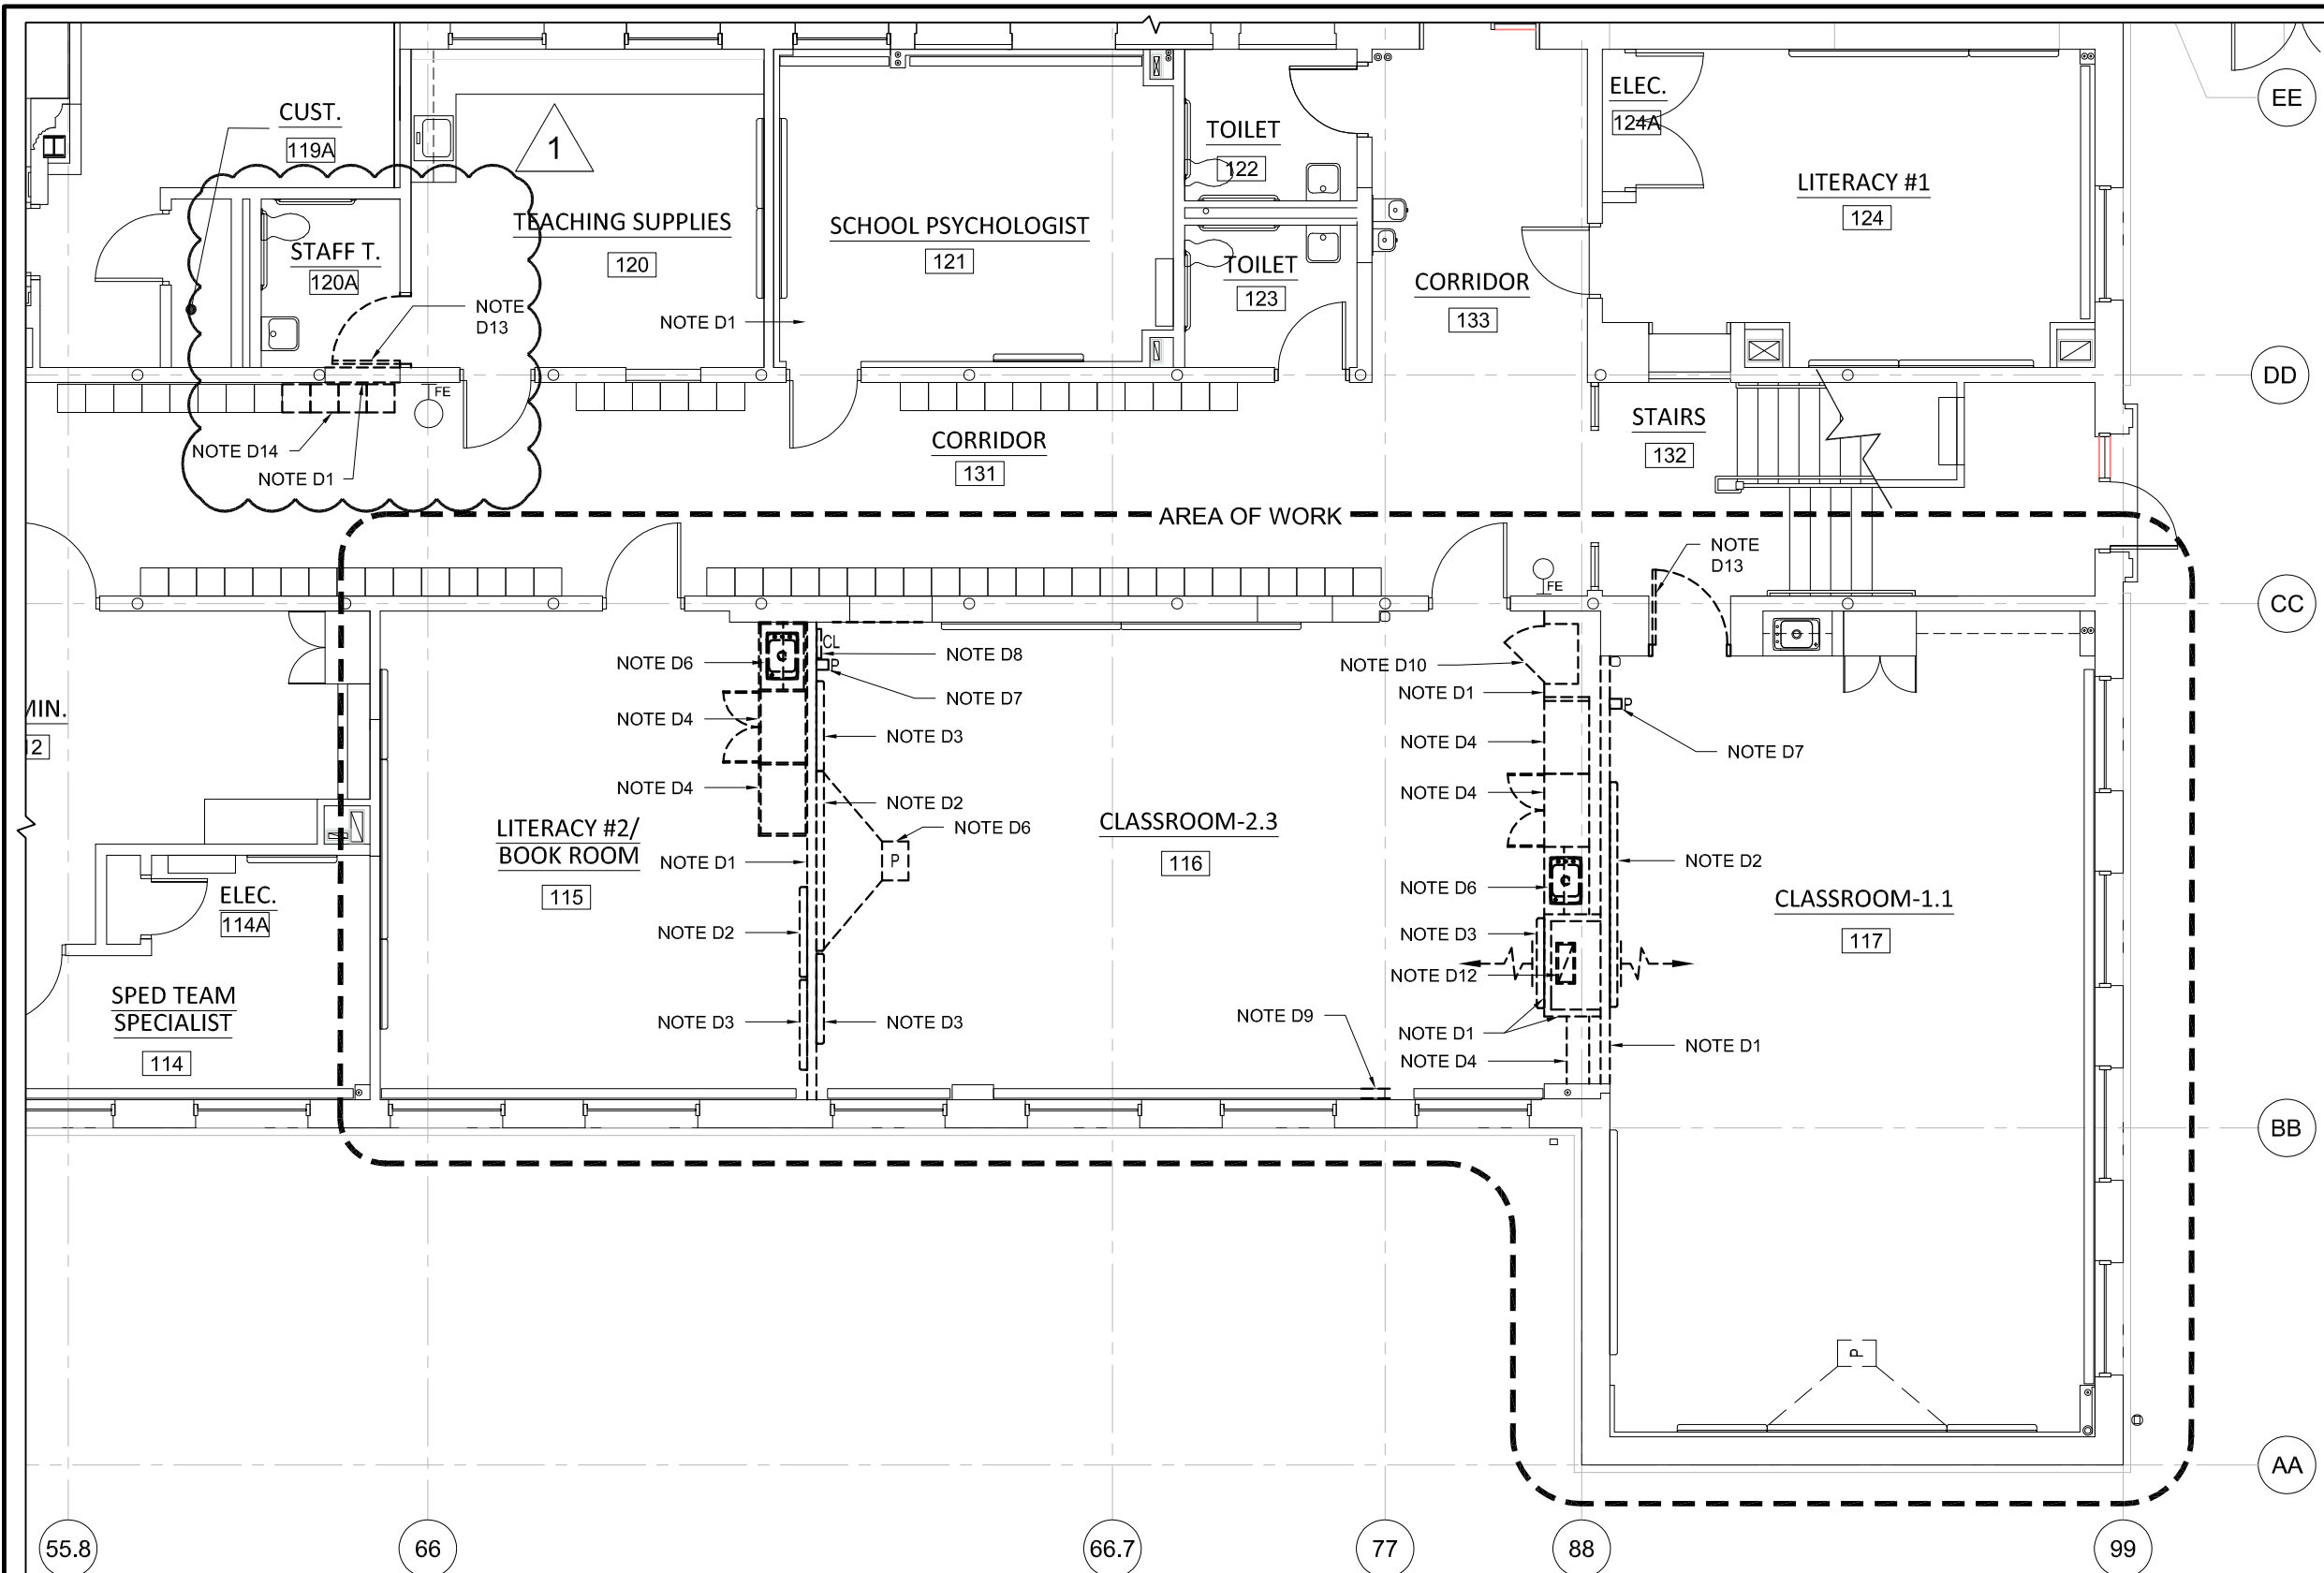 EE
CUST.
119A
1
ELEC.
124A
TOILET
122
LITERACY #1
124
TEACHING SUPPLIES
120
SCHOOL PSYCHOLOGIST
121
STAFF T.
120A
TOILET
123
CORRIDOR
133
NOTE
D13
NOTE D1
DD
FE
NOTE D14
NOTE D1
CORRIDOR
131
STAIRS
132
AREA OF WORK
NOTE
D13
FE
CC
CL
P
NOTE D6
NOTE D8
NOTE D7
NOTE D10
NOTE D1
P
NOTE D4
NOTE D3
NOTE D4
NOTE D7
MIN.
12
NOTE D4
NOTE D2
NOTE D4
NOTE D6
P
LITERACY #2/
BOOK ROOM
115
NOTE D1
CLASSROOM-2.3
116
NOTE D2
NOTE D6
ELEC.
114A
CLASSROOM-1.1
117
NOTE D2
NOTE D3
NOTE D12
SPED TEAM
SPECIALIST
114
NOTE D3
NOTE D3
NOTE D9
NOTE D1
NOTE D1
NOTE D4
BB
P
AA
55.8
66
66.7
77
88
99